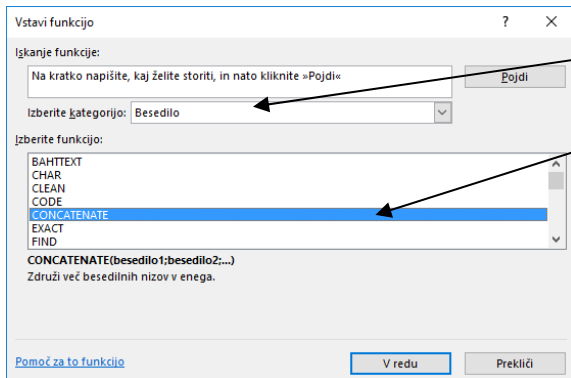 Vstavi funkcijo ? ×
Iskanje funkcije:
Na kratko napišite, kaj želite storiti, in nato kliknite »Pojdi«
Pojdi
Izberite kategorijo: Besedilo
Izberite funkcijo:
BAHTTEXT
CHAR
CLEAN
CODE
CONCATENATE
EXACT
FIND
CONCATENATE(besedilo1;besedilo2;...)
Združi več besedilnih nizov v enega.
Pomoč za to funkcijo
V redu
Prekliči